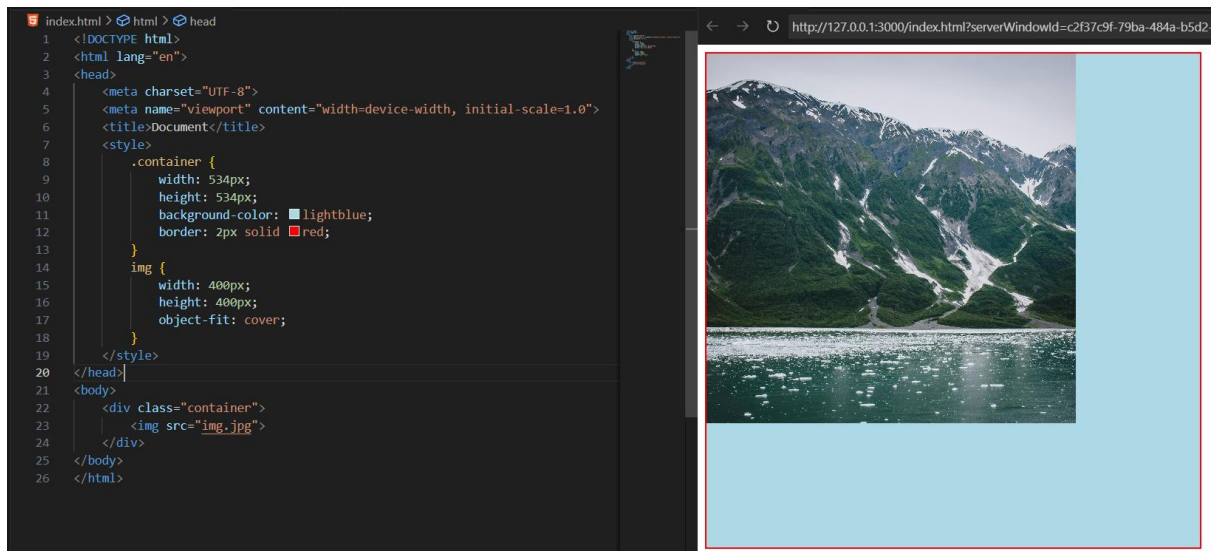 index.html > html > head
1 <!DOCTYPE html>
2 <html lang="en">
3 <head>
4 <meta charset="UTF-8">
5 <meta name="viewport" content="width=device-width, initial-scale=1.0">
6 <title>Document</title>
7 <style>
8 .container {
9 width: 534px;
10 height: 534px;
11 background-color: lightblue;
12 border: 2px solid red;
13 }
14 img {
15 width: 400px;
16 height: 400px;
17 object-fit: cover;
18 }
19 </style>
20 </head>
21 <body>
22 <div class="container">
23 <img src="img.jpg">
24 </div>
25 </body>
26 </html>
http://127.0.0.1:3000/index.html?serverWindowId=c2f37c9f-79ba-484a-b5d2-